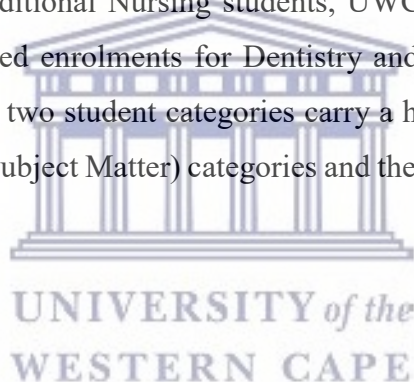 ditional Nursing students, UWC
ed enrolments for Dentistry and
two student categories carry a h
ubject Matter) categories and the
UNIVERSITY of the
WESTERN CAPE